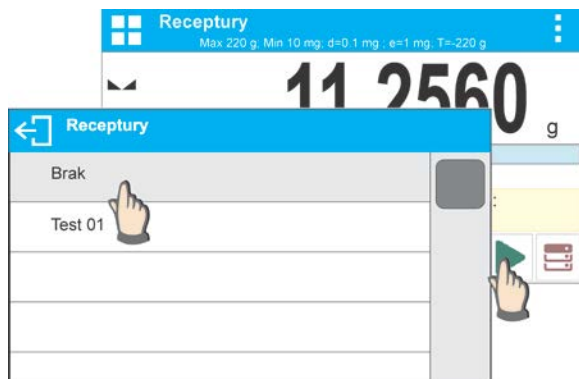 Receptury
Max 220 g; Min 10 mg; d=0.1 mg ; e=1 mg; T=-220 g
11.2560
g
Receptury
Brak
Test 01
: